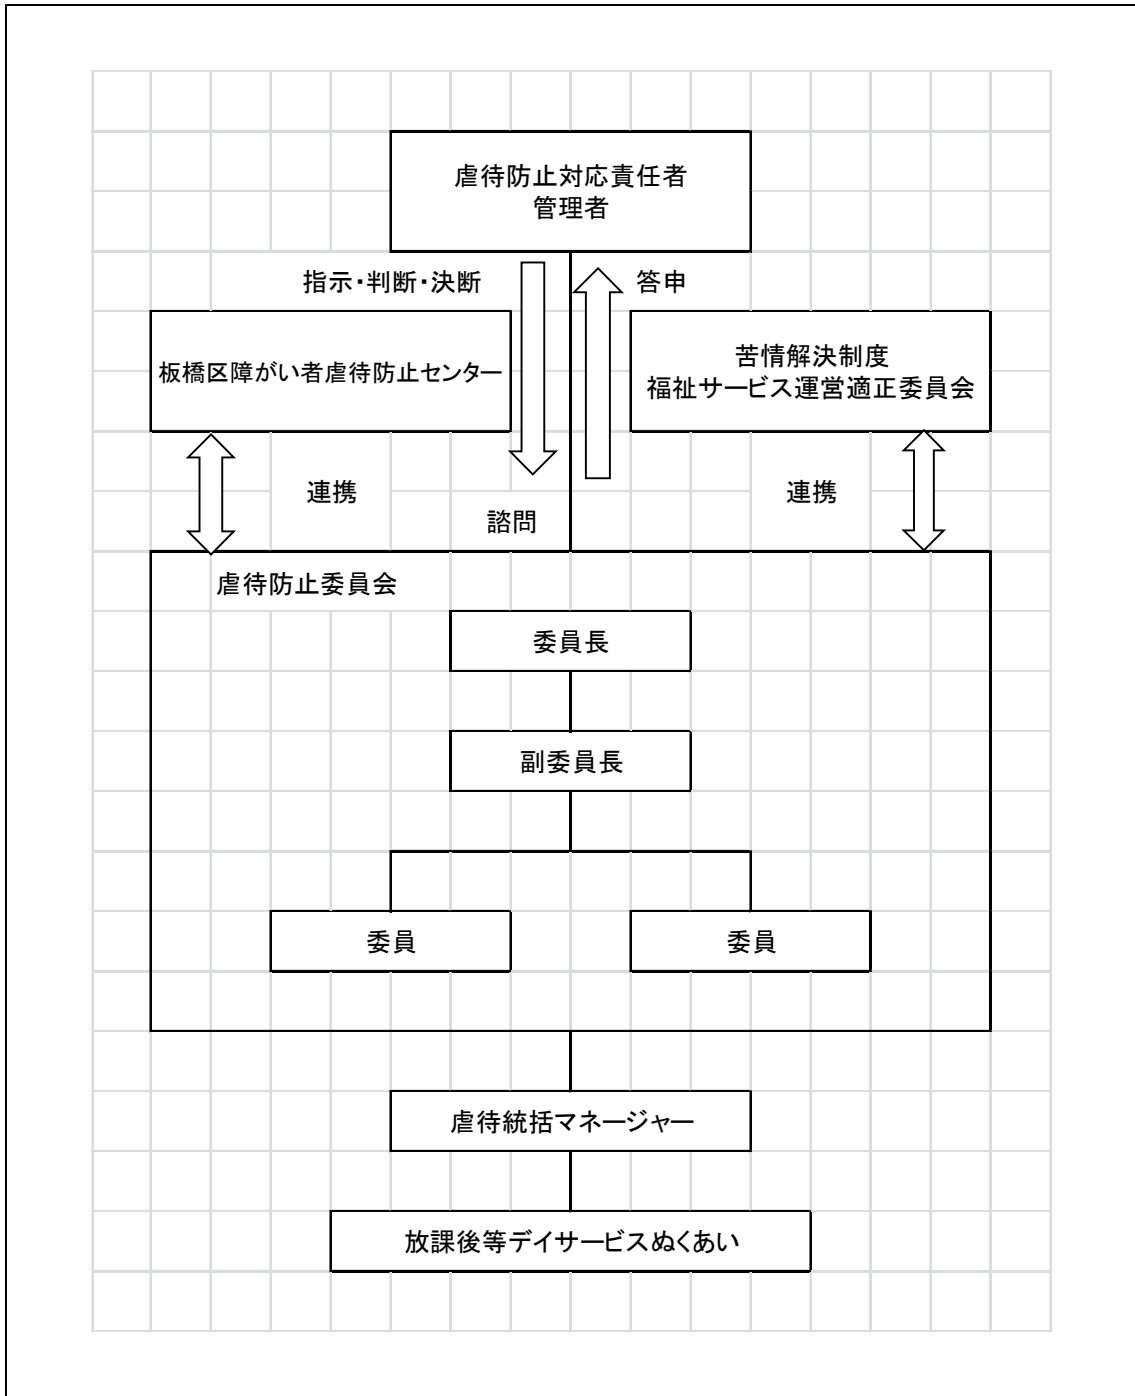 虐待防止対応責任者
管理者
指示・判断・決断
答申
板橋区障がい者虐待防止センター
苦情解決制度
福祉サービス運営適正委員会
連携
連携
諮問
虐待防止委員会
委員長
副委員長
委員
委員
虐待統括マネージャー
放課後等デイサービスぬくあい